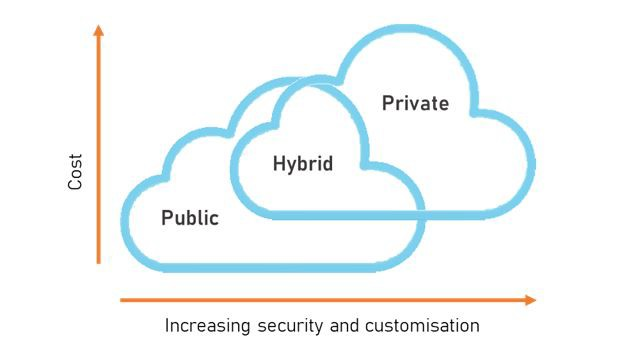 Private
Hybrid
Cost
Public
Increasing security and customisation